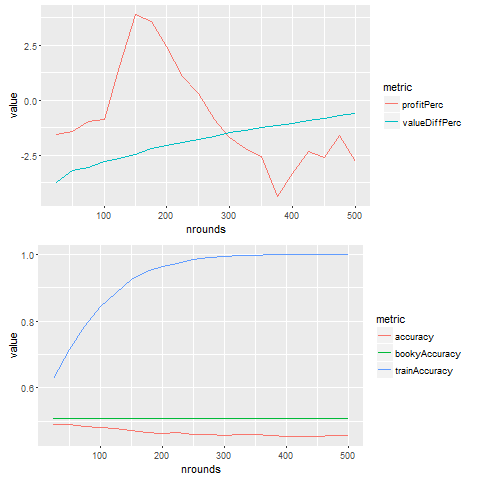 value
2.5
0.0
-2.5
100
200
300
400
500
nrounds
metric
profitPerc
valueDiffPerc
value
1.0
0.8
0.6
100
200
300
400
500
nrounds
metric
accuracy
bookyAccuracy
trainAccuracy